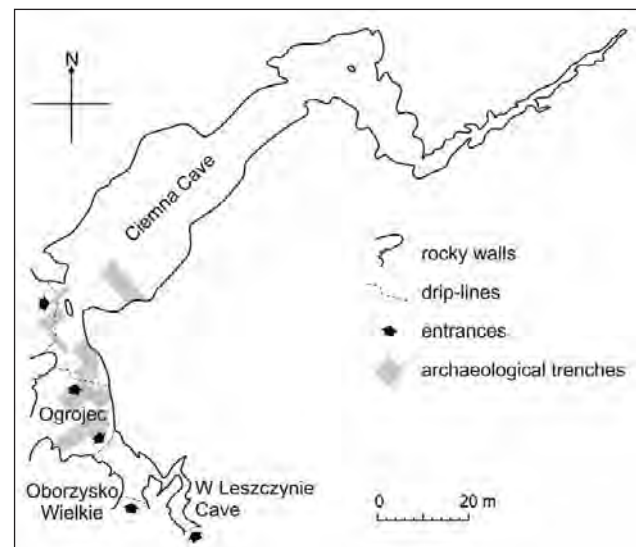 N
Ciemna Cave
rocky walls
drip-lines
entrances
archaeological trenches
Ogrojec
Oborzysko
Wielkie
W Leszczynie
Cave
0 20 m